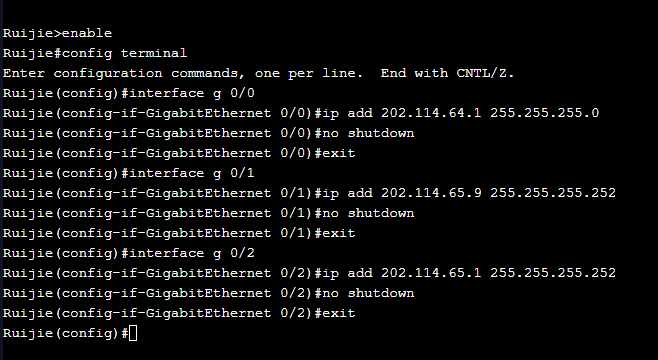 Ruijie>enable
Ruijie#config terminal
Enter configuration commands, one per line.  End with CNTL/Z.
Ruijie(config)#interface g 0/0
Ruijie(config-if-GigabitEthernet 0/0)#ip add 202.114.64.1 255.255.255.0
Ruijie(config-if-GigabitEthernet 0/0)#no shutdown
Ruijie(config-if-GigabitEthernet 0/0)#exit
Ruijie(config)#interface g 0/1
Ruijie(config-if-GigabitEthernet 0/1)#ip add 202.114.65.9 255.255.255.252
Ruijie(config-if-GigabitEthernet 0/1)#no shutdown
Ruijie(config-if-GigabitEthernet 0/1)#exit
Ruijie(config)#interface g 0/2
Ruijie(config-if-GigabitEthernet 0/2)#ip add 202.114.65.1 255.255.255.252
Ruijie(config-if-GigabitEthernet 0/2)#no shutdown
Ruijie(config-if-GigabitEthernet 0/2)#exit
Ruijie(config)#